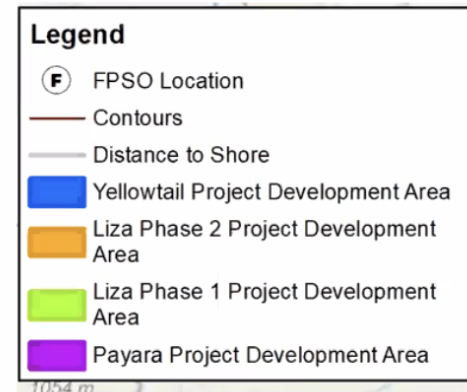 Legend
F FPSO Location
Contours
Distance to Shore
Yellowtail Project Development Area
Liza Phase 2 Project Development
Area
Liza Phase 1 Project Development
Area
Payara Project Development Area
1054 m